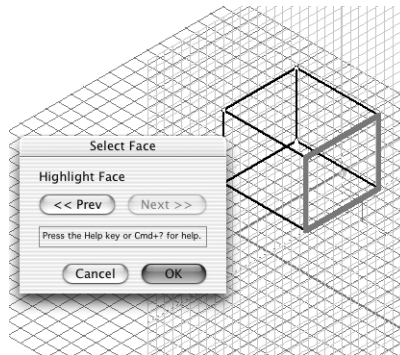 Select Face
Highlight Face
<< Prev Next >>
Press the Help key or Cmd+? for help.
Cancel OK